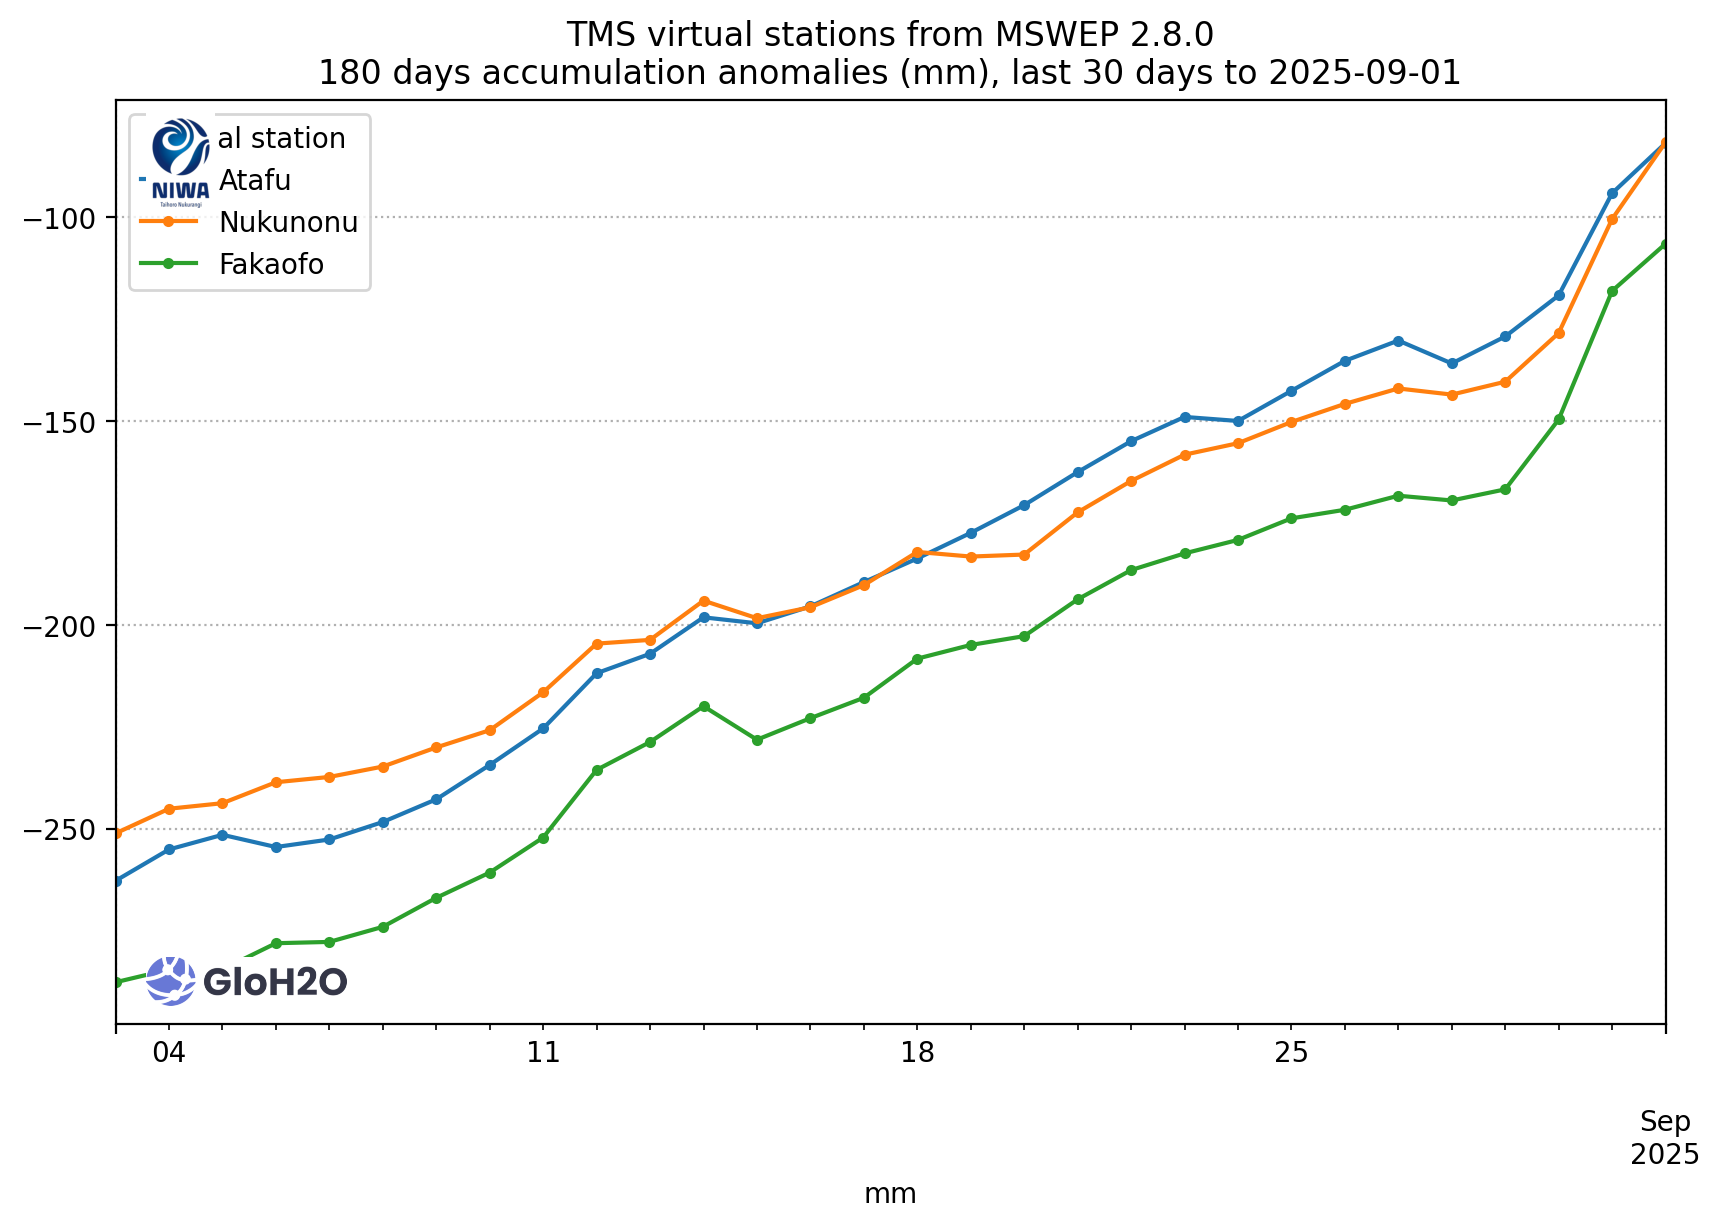 TMS virtual stations from MSWEP 2.8.0
180 days accumulation anomalies (mm), last 30 days to 2025-09-01
al station
NIWA
Taihoro Nukurangi
Atafu
Nukunonu
Fakaofo
−100
−150
−200
−250
GloH2O
04
11
18
25
Sep
2025
mm